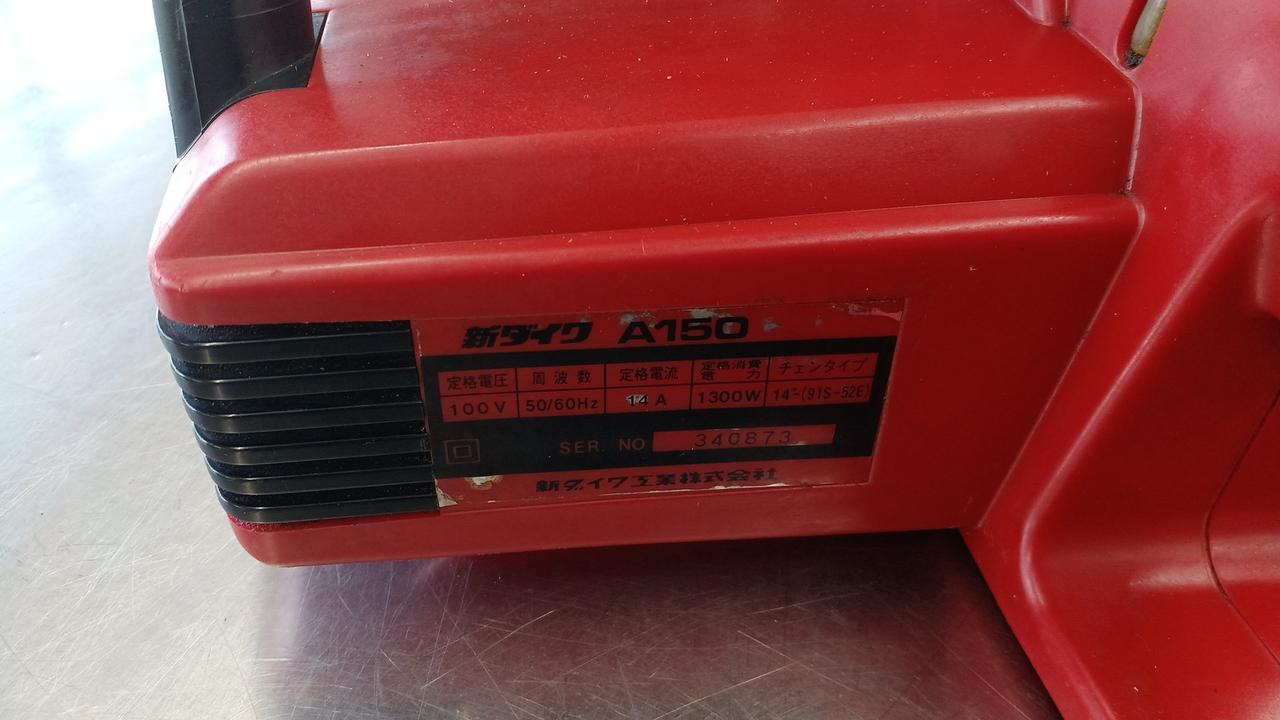 新ダイワ A150
定格電圧 周波数 定格電流 定格消費電力 チェンタイプ
100V 50/60Hz 14A 1300W 14"-(91S-52E)
SER. NO 340873
新ダイワ工業株式会社